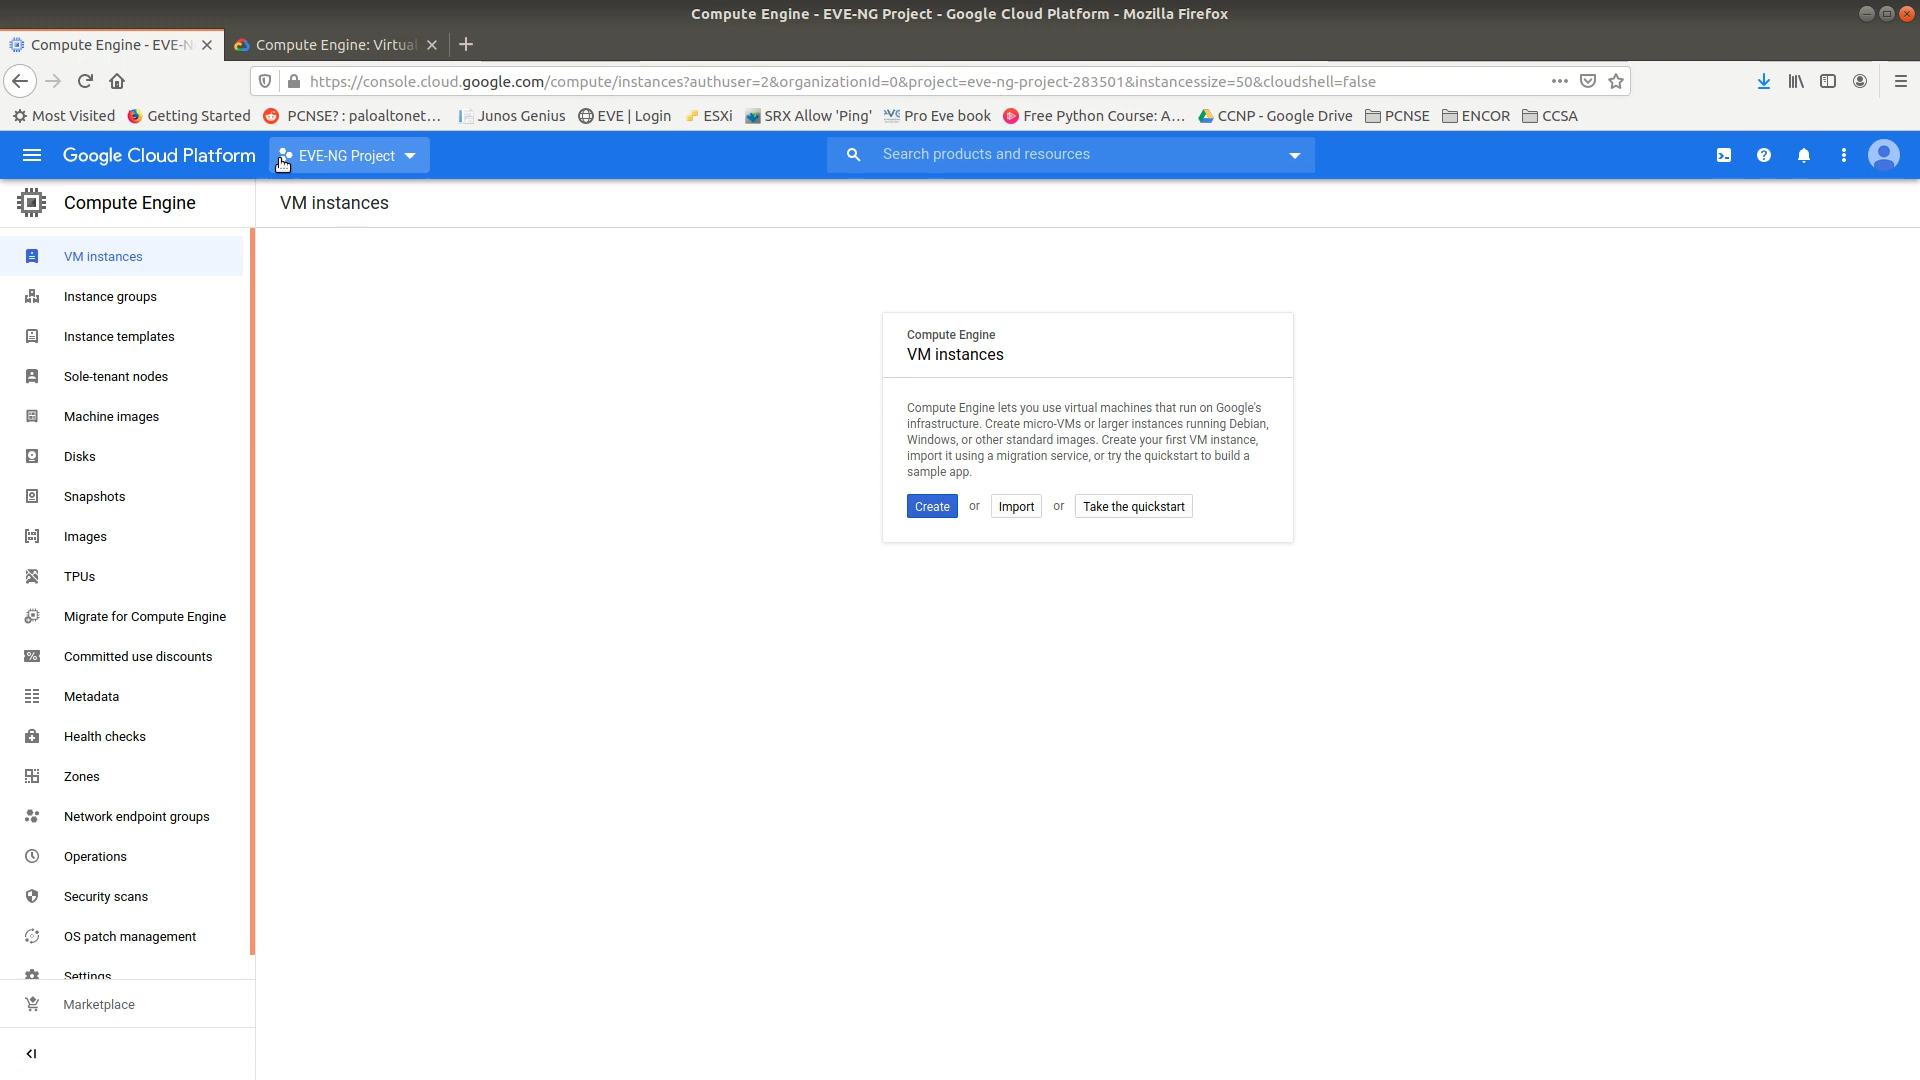 Compute Engine - EVE-NG Project - Google Cloud Platform - Mozilla Firefox
Compute Engine - EVE-N
Compute Engine: Virtual
https://console.cloud.google.com/compute/instances?authuser=2&organizationId=0&project=eve-ng-project-283501&instancessize=50&cloudshell=false
Most Visited
Getting Started
PCNSE? : paloaltonet...
Junos Genius
EVE | Login
ESXi
SRX Allow 'Ping'
Pro Eve book
Free Python Course: A...
CCNP - Google Drive
PCNSE
ENCOR
CCSA
Google Cloud Platform
EVE-NG Project
Search products and resources
Compute Engine
VM instances
VM instances
Instance groups
Instance templates
Sole-tenant nodes
Machine images
Disks
Snapshots
Images
TPUs
Migrate for Compute Engine
Committed use discounts
Metadata
Health checks
Zones
Network endpoint groups
Operations
Security scans
OS patch management
Settings
Marketplace
Compute Engine
VM instances
Compute Engine lets you use virtual machines that run on Google's
infrastructure. Create micro-VMs or larger instances running Debian,
Windows, or other standard images. Create your first VM instance,
import it using a migration service, or try the quickstart to build a
sample app.
Create or Import or Take the quickstart